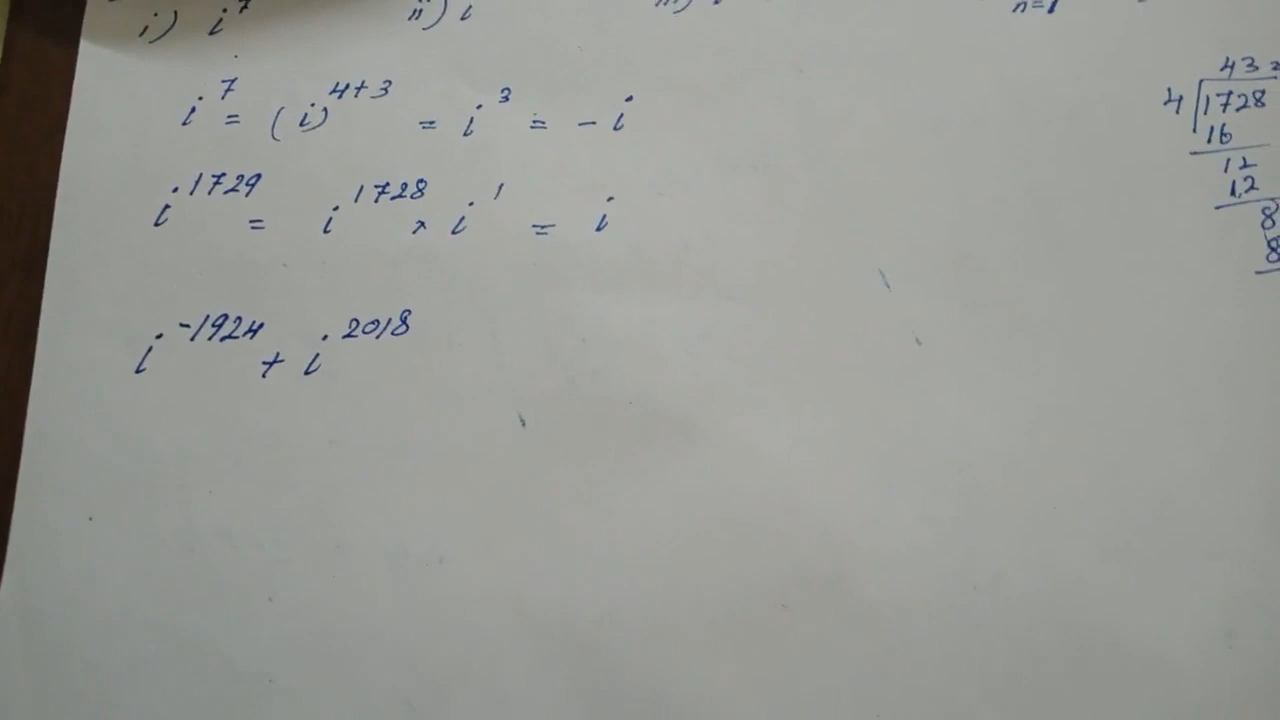 i) i^7 ii) i iii) n=1
i^7 = (i)^{4+3} = i^3 = -i
i^{1729} = i^{1728} × i^1 = i
i^{-1924} + i^{2018}
43
4 1728
16
12
12
8
8